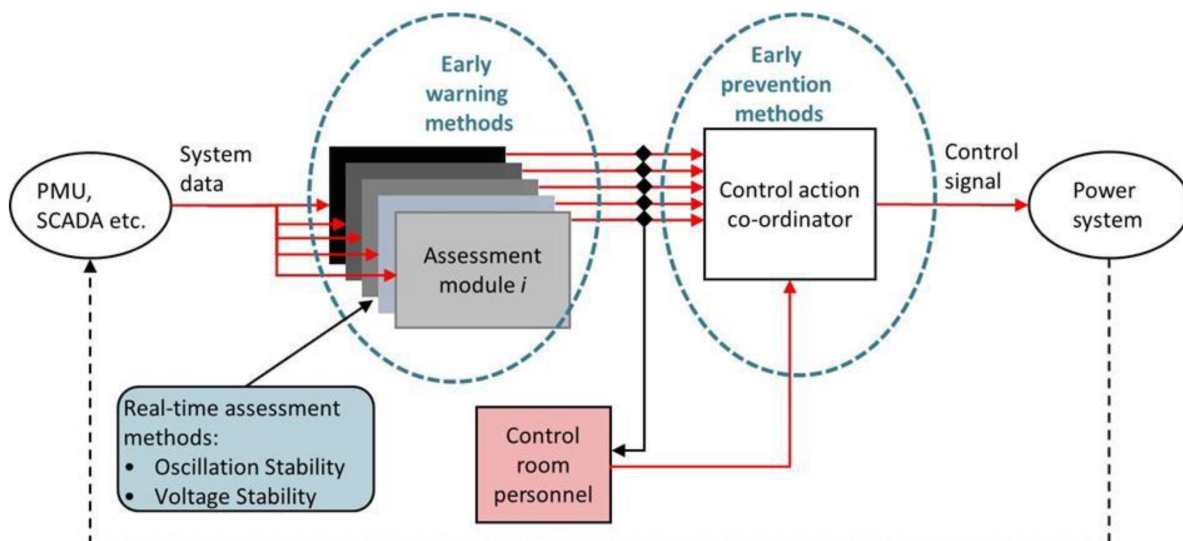 Early
warning
methods
Early
prevention
methods
System
data
PMU,
SCADA etc.
Assessment
module i
Control action
co-ordinator
Control
signal
Power
system
Real-time assessment
methods:
• Oscillation Stability
• Voltage Stability
Control
room
personnel